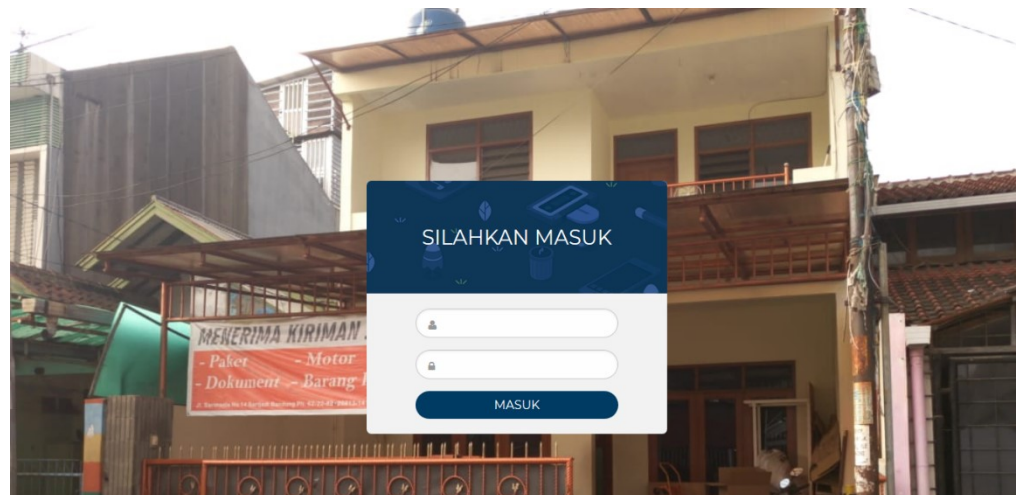 SILAHKAN MASUK
MENERIMA KIRIMAN
- Paket - Motor
- Dokument - Barang
MASUK